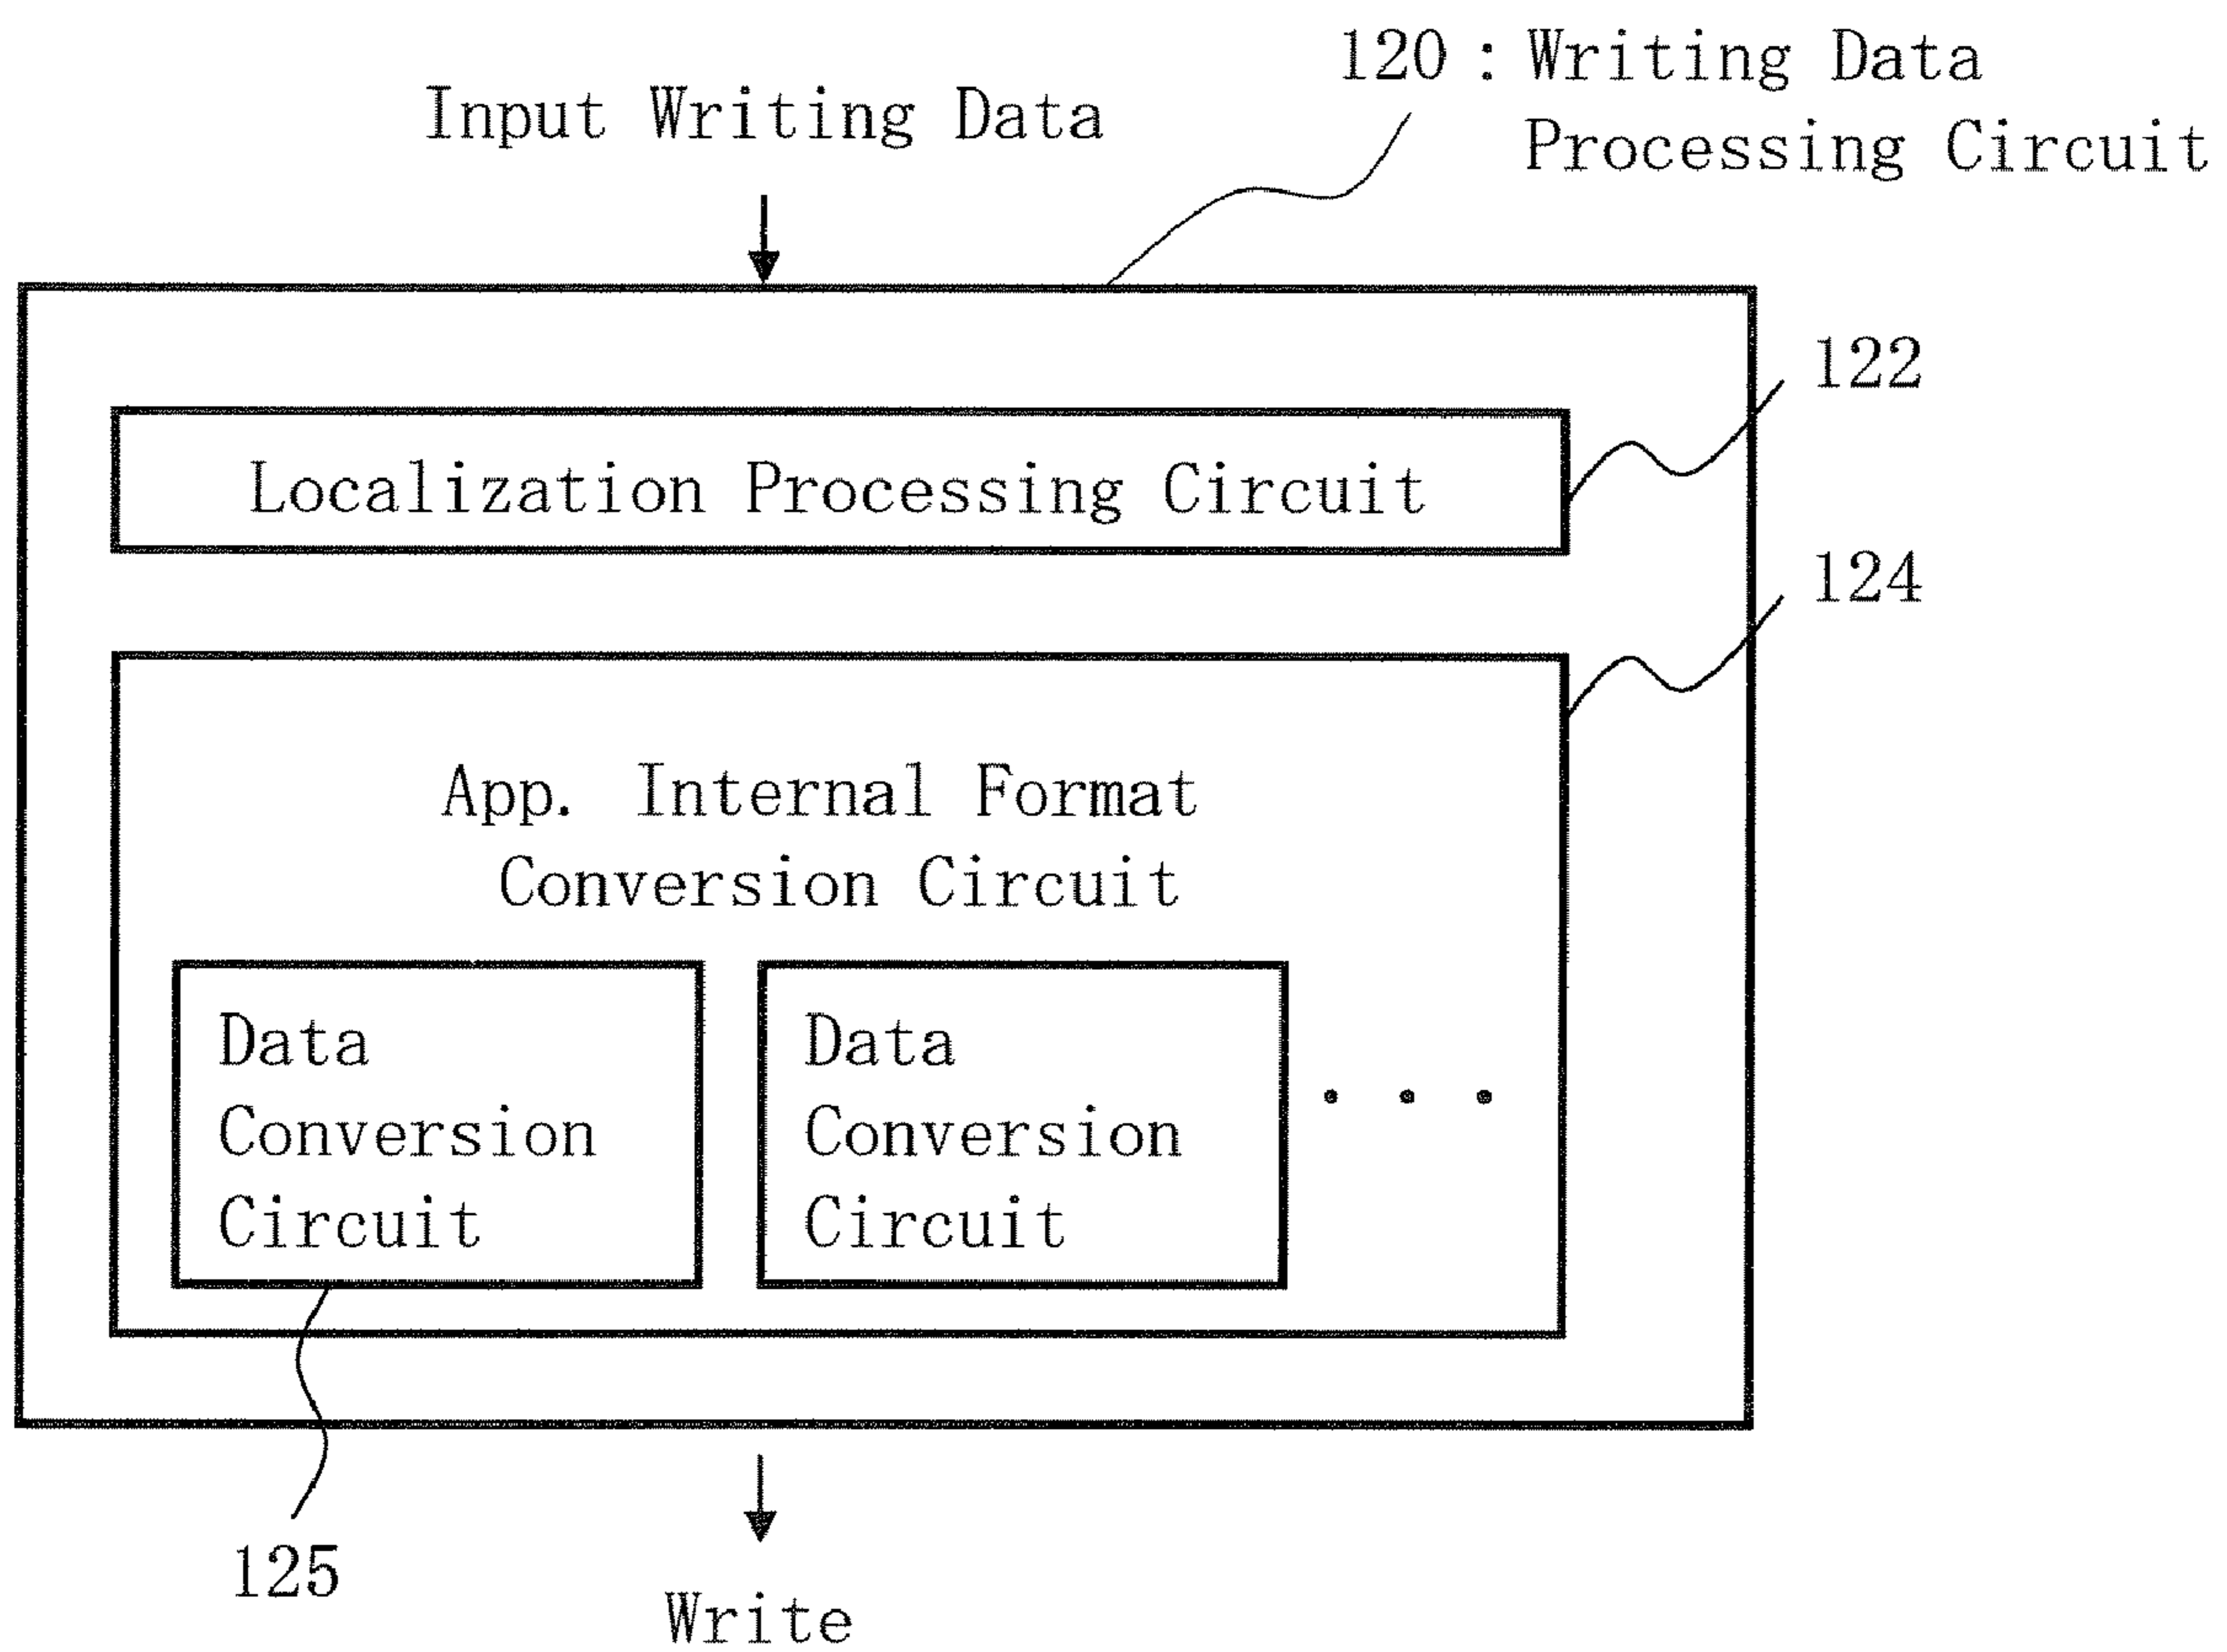 120 : Writing Data
Processing Circuit
Input Writing Data
122
Localization Processing Circuit
124
App. Internal Format
Conversion Circuit
Data
Conversion
Circuit
Data
Conversion
Circuit
. . .
125
Write